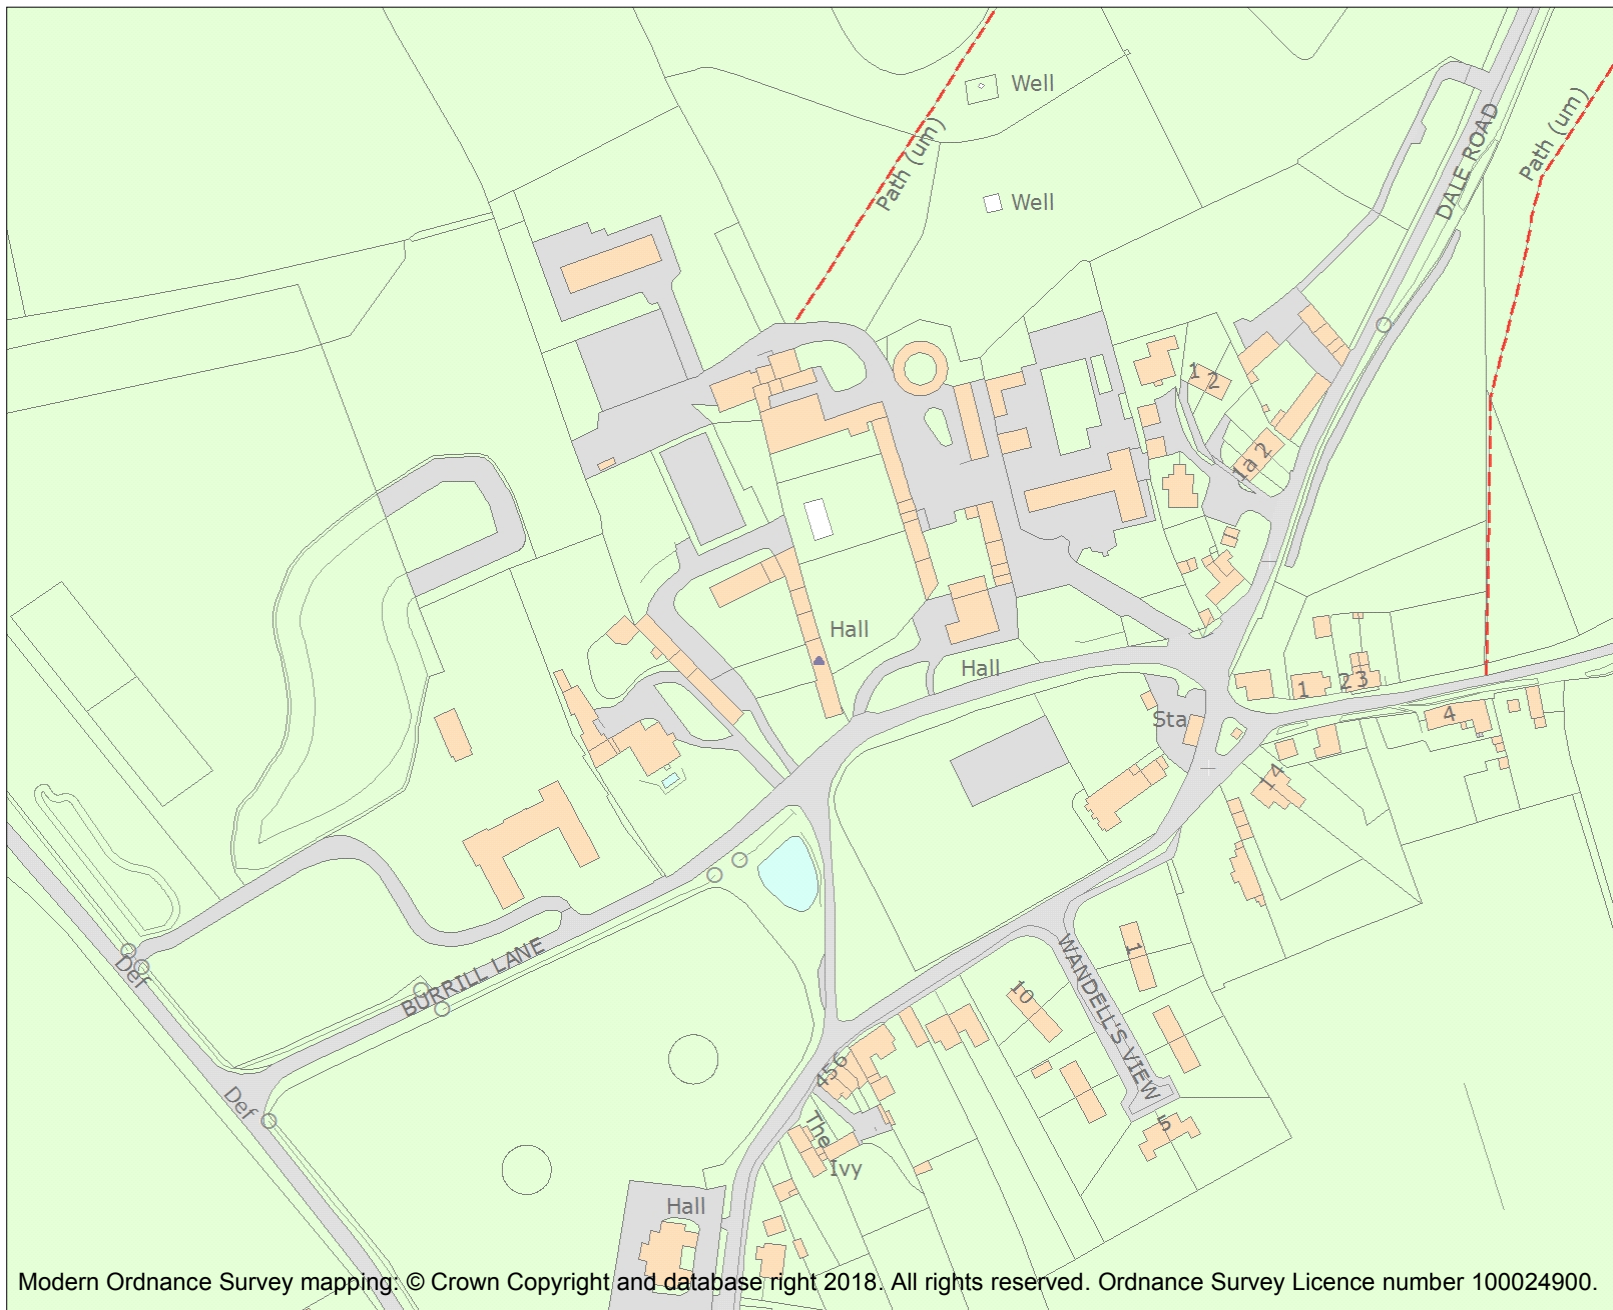 Well
Path (um)
DALE ROAD
Path (um)
Well
1
2
1a 2
Hall
Hall
1
2 3
Sta
4
14
Def
BURRILL LANE
WANDELL'S VIEW
1
10
456
Def
The
Ivy
5
Hall
Modern Ordnance Survey mapping: © Crown Copyright and database right 2018. All rights reserved. Ordnance Survey Licence number 100024900.